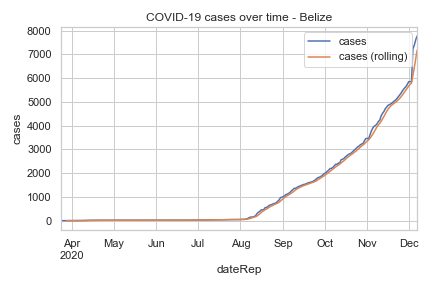 COVID-19 cases over time - Belize
cases
cases (rolling)
8000
7000
6000
5000
4000
3000
2000
1000
0
cases
Apr May Jun Jul Aug Sep Oct Nov Dec
2020
dateRep